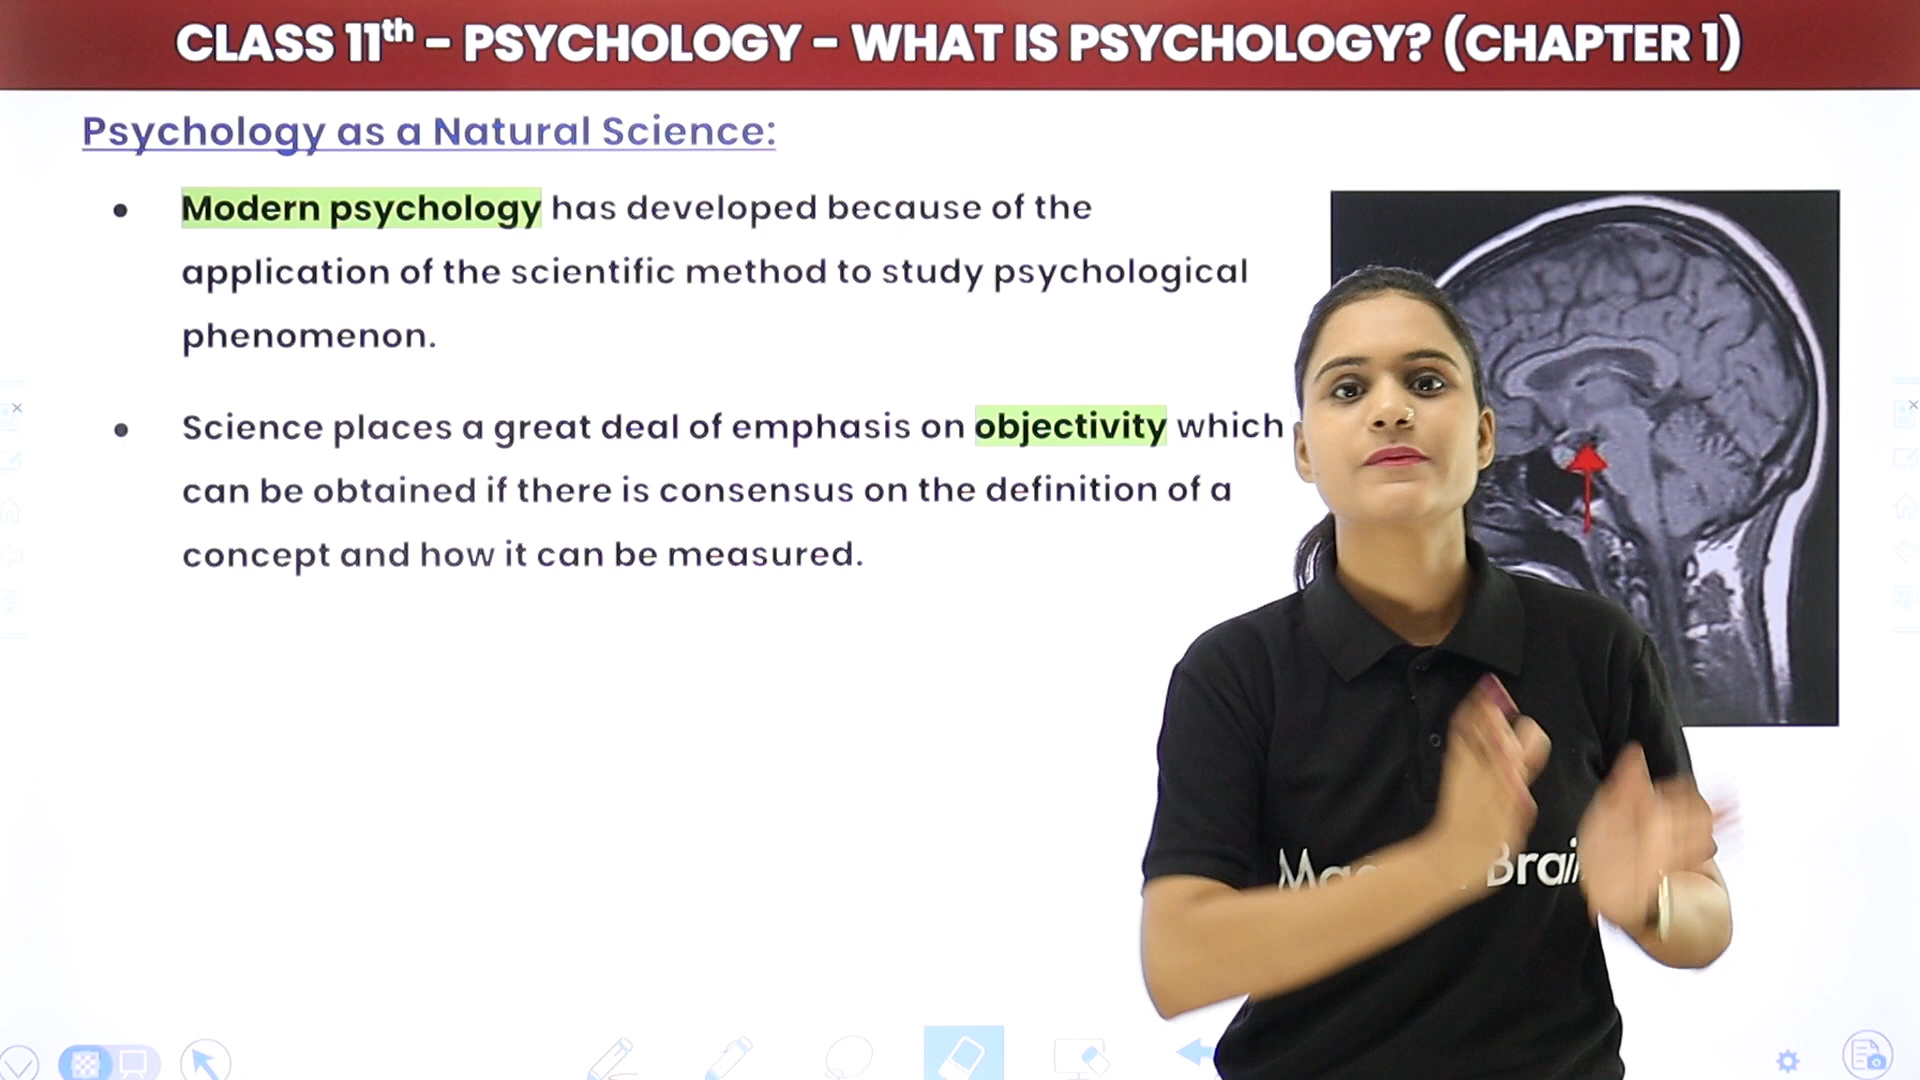 CLASS 11th – PSYCHOLOGY – WHAT IS PSYCHOLOGY? (CHAPTER 1)
Psychology as a Natural Science:
• Modern psychology has developed because of the
application of the scientific method to study psychological
phenomenon.
• Science places a great deal of emphasis on objectivity which
can be obtained if there is consensus on the definition of a
concept and how it can be measured.